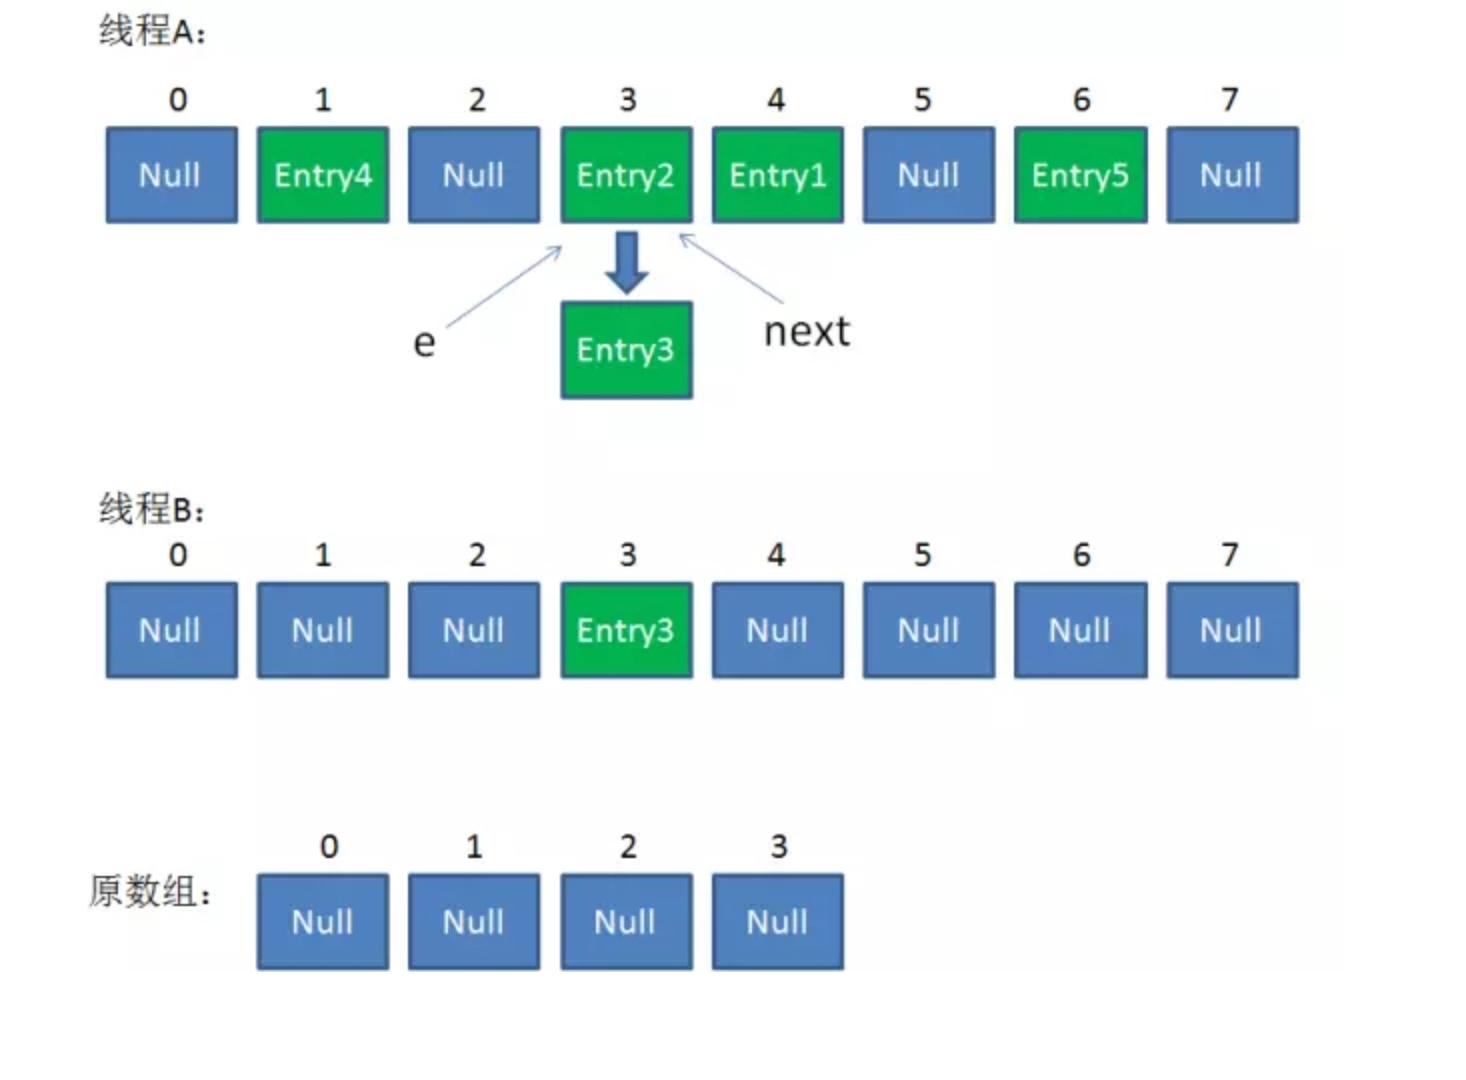 线程A：
0 1 2 3 4 5 6 7
Null Entry4 Null Entry2 Entry1 Null Entry5 Null
e
next
Entry3
线程B：
0 1 2 3 4 5 6 7
Null Null Null Entry3 Null Null Null Null
0 1 2 3
原数组：
Null Null Null Null